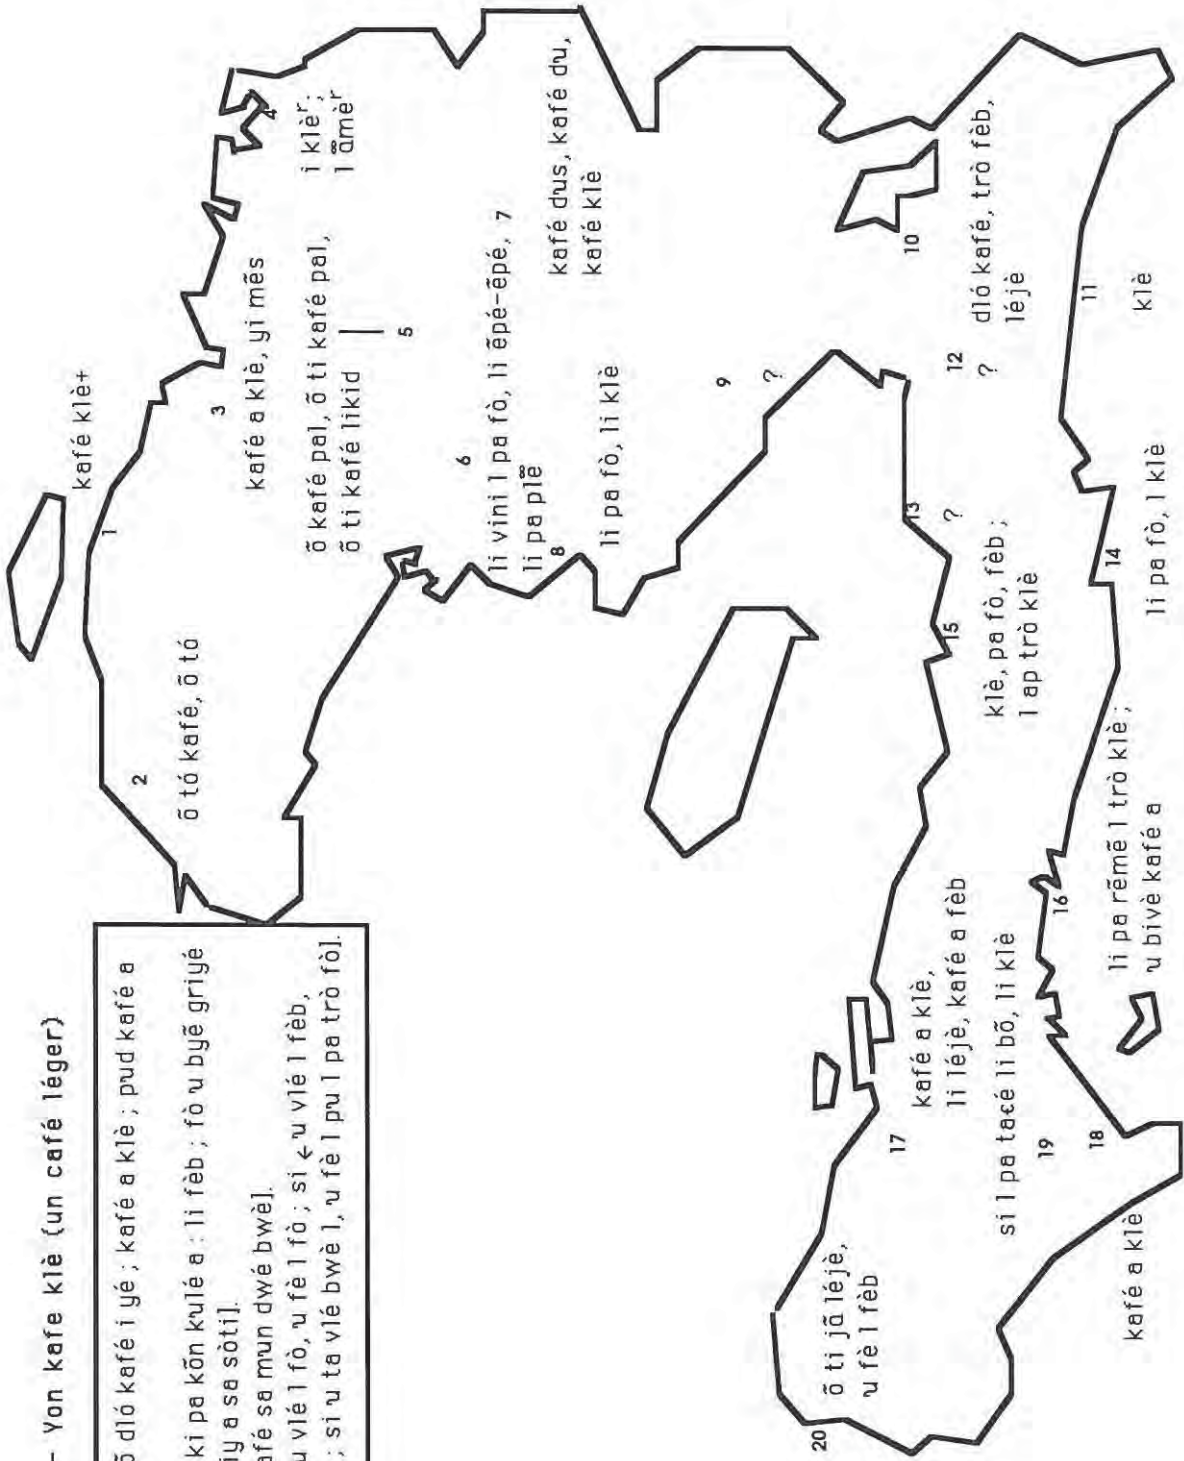 - Yon kafe klè (un café léger)
õ dló kafé i yé ; kafé a klè ; pud kafé a
ki pa kõn kulé a : li fèb ; fò u byẽ griyé
iy a sa sòti].
afé sa mun dwé bwè].
u vlé l fò, u fè l fò ; si ← u vlé l fèb,
; si u ta vlé bwè l, u fè l pu l pa trò fò].
kafé klè+
1
2
õ tó kafé, õ tó
3
kafé a klè, yi mẽs
4
i klèʳ ;
l ãmèʳ
õ kafé pal, õ ti kafé pal,
õ ti kafé likid
5
6
li vini l pa fò, li ẽpé-ẽpé,
li pa plẽ
7
kafé dus, kafé du,
kafé klè
8
li pa fò, li klè
9
?
10
dló kafé, trò fèb,
léjè
11
klè
12
?
13
?
14
li pa fò, l klè
15
klè, pa fò, fèb ;
l ap trò klè
16
li pa rẽmẽ l trò klè ;
u bivè kafé a
17
kafé a klè,
li léjè, kafé a fèb
18
kafé a klè
19
si l pa taɛé li bõ, li klè
20
õ ti jã léjè,
u fè l fèb